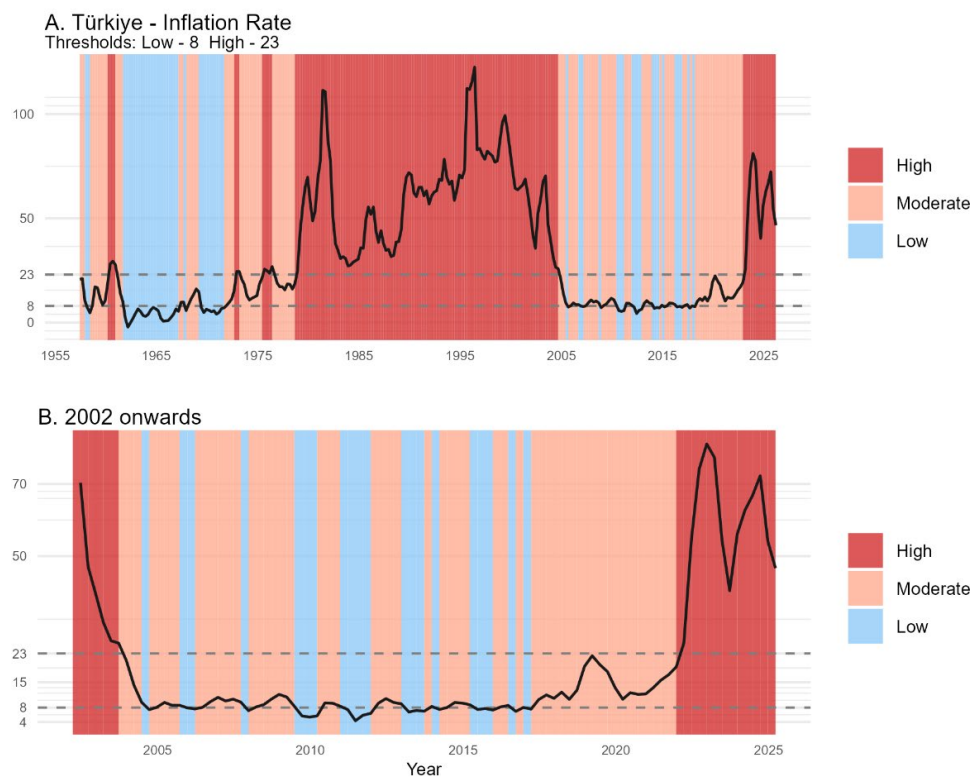 A. Türkiye - Inflation Rate
Thresholds: Low - 8  High - 23
100
50
23
8
0
1955 1965 1975 1985 1995 2005 2015 2025
High
Moderate
Low
B. 2002 onwards
70
50
23
15
8
4
2005 2010 2015 2020 2025
Year
High
Moderate
Low